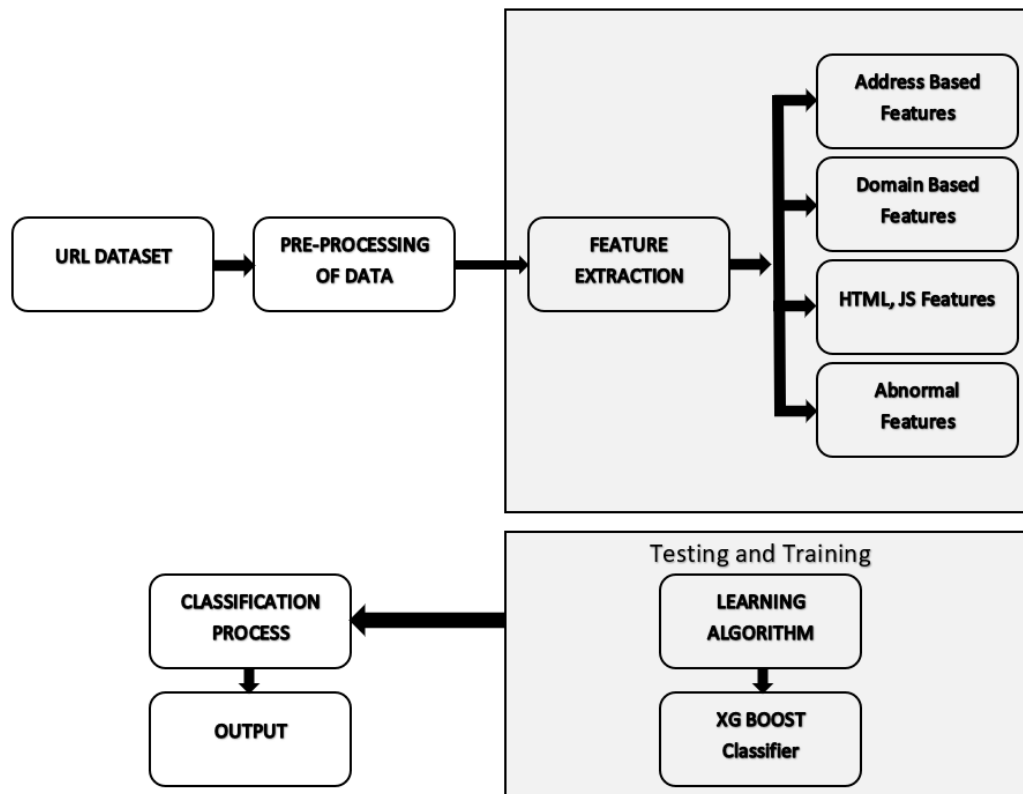 URL DATASET
PRE-PROCESSING
OF DATA
FEATURE
EXTRACTION
Address Based
Features
Domain Based
Features
HTML, JS Features
Abnormal
Features
Testing and Training
LEARNING
ALGORITHM
XG BOOST
Classifier
CLASSIFICATION
PROCESS
OUTPUT